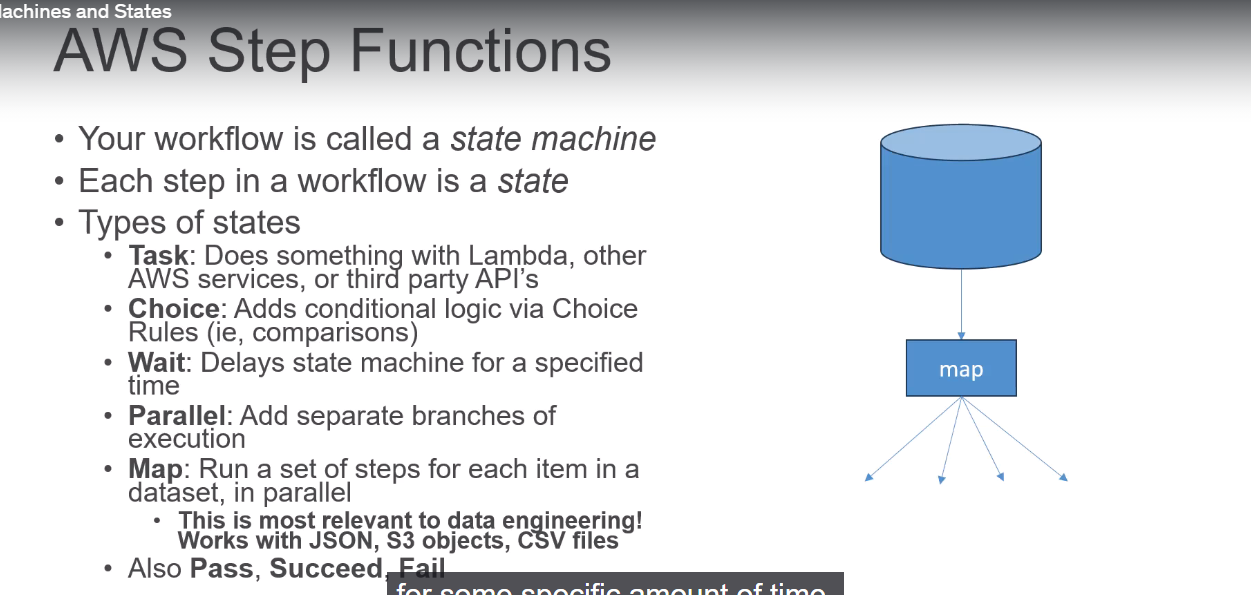 achines and States
AWS Step Functions
• Your workflow is called a state machine
• Each step in a workflow is a state
• Types of states
• Task: Does something with Lambda, other
AWS services, or third party API's
• Choice: Adds conditional logic via Choice
Rules (ie, comparisons)
• Wait: Delays state machine for a specified
time
• Parallel: Add separate branches of
execution
• Map: Run a set of steps for each item in a
dataset, in parallel
• This is most relevant to data engineering!
Works with JSON, S3 objects, CSV files
• Also Pass, Succeed, Fail
map
for some specific amount of time